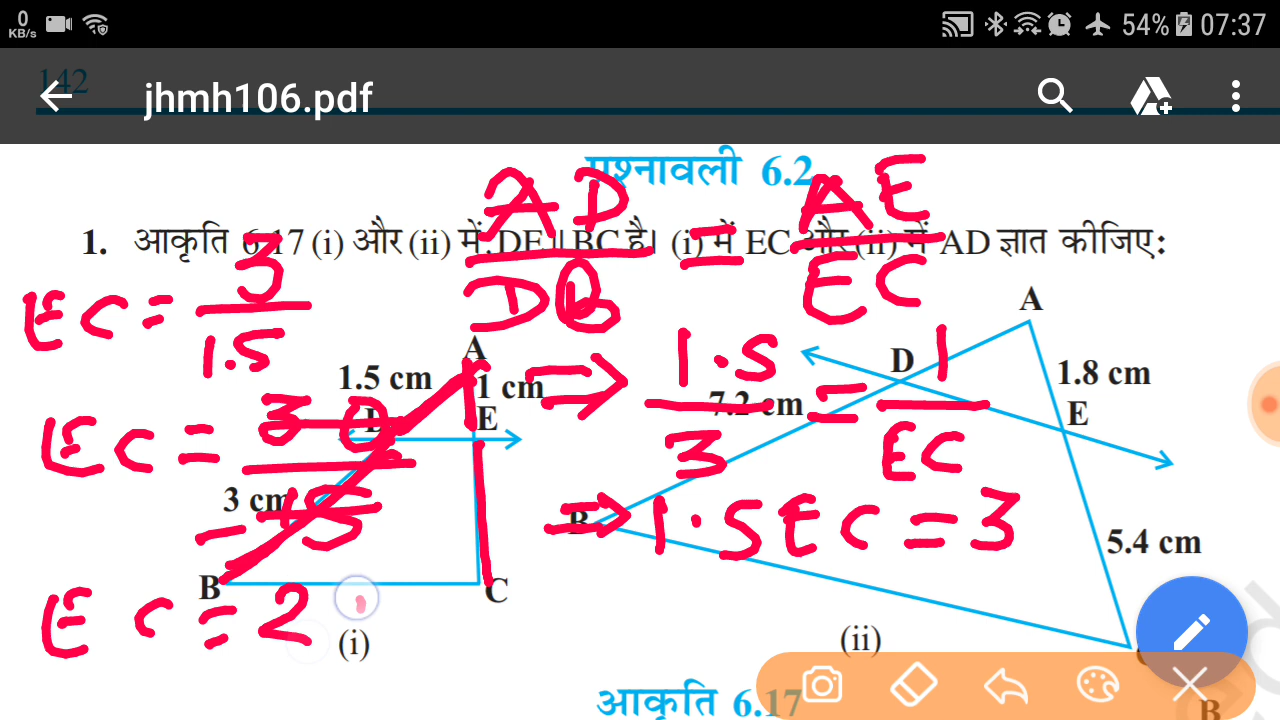 0 KB/s 54% 07:37
142
jhmh106.pdf
प्रश्नावली 6.2
1. आकृति 6.17 (i) और (ii) में, DE || BC है। (i) में EC और (ii) में AD ज्ञात कीजिए:
AD/DB = AE/EC
EC = 3/1.5
⇒ 1.5/3 = 1/EC
EC = 30/15
⇒ 1.5EC = 3
EC = 2
A
1.5 cm 1 cm
E
3 cm
B C
(i)
A
D 1.8 cm
7.2 cm E
B
5.4 cm
(ii)
आकृति 6.17
B